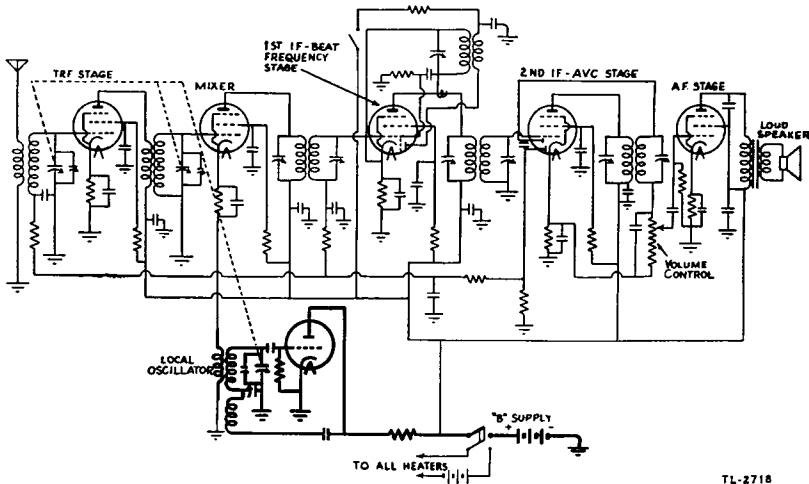 TRF STAGE
MIXER
1ST IF-BEAT
FREQUENCY
STAGE
2ND IF-AVC STAGE
A.F. STAGE
LOUD
SPEAKER
VOLUME
CONTROL
LOCAL
OSCILLATOR
"B" SUPPLY
+ -
TO ALL HEATERS
TL-2718